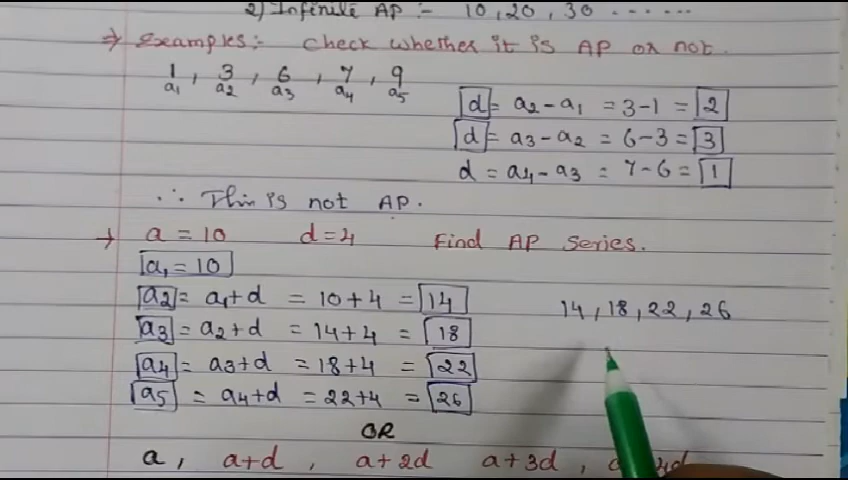 2) Infinite AP :- 10, 20, 30 ......
⇒ Examples:- Check whether it is AP or not.
1, 3, 6, 7, 9
a1 a2 a3 a4 a5
d = a2 - a1 = 3-1 = 2
d = a3 - a2 = 6-3 = 3
d = a4 - a3 = 7-6 = 1
∴ This is not AP.
→ a = 10 d=4 Find AP Series.
a1 = 10
a2 = a1+d = 10+4 = 14
14, 18, 22, 26
a3 = a2+d = 14+4 = 18
a4 = a3+d = 18+4 = 22
a5 = a4+d = 22+4 = 26
OR
a, a+d, a+2d a+3d,